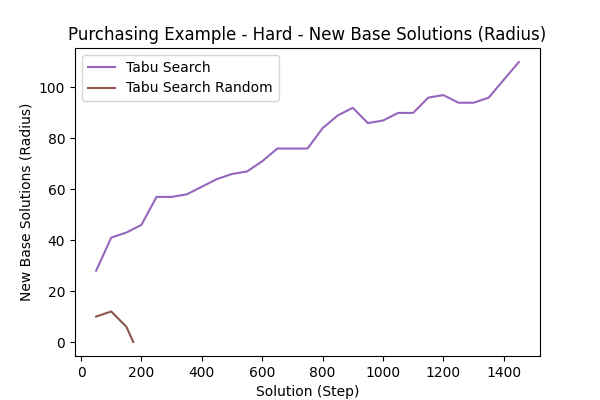 Purchasing Example - Hard - New Base Solutions (Radius)
Tabu Search
Tabu Search Random
New Base Solutions (Radius)
100
80
60
40
20
0
0 200 400 600 800 1000 1200 1400
Solution (Step)